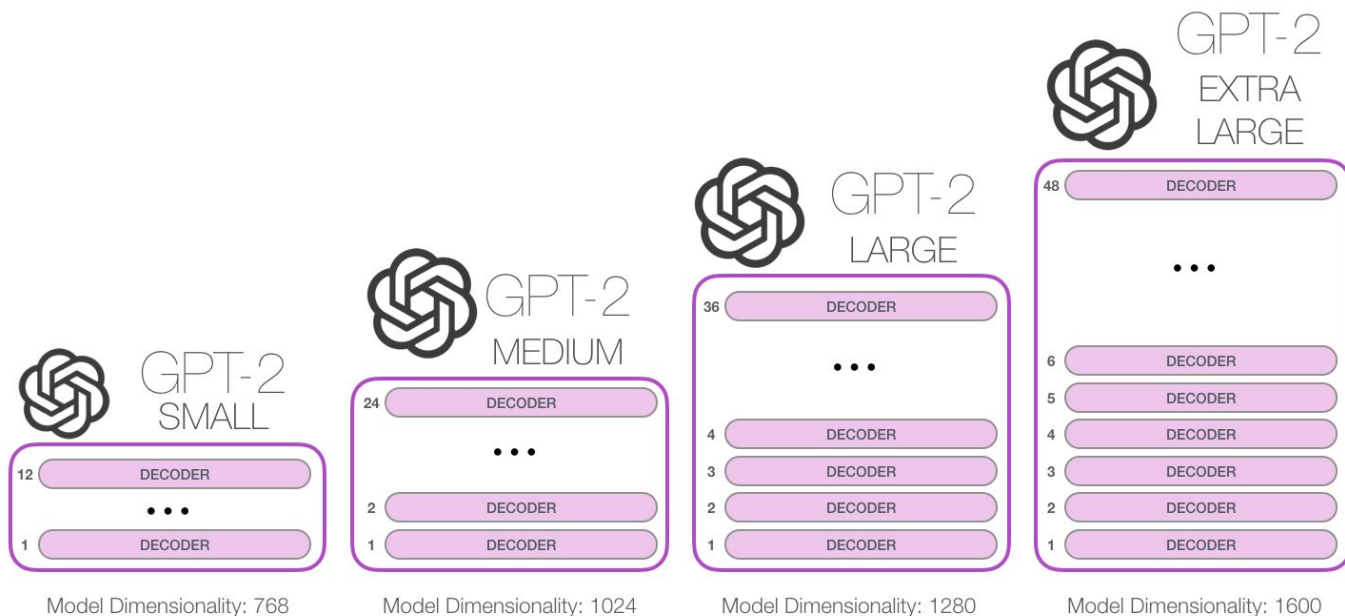 GPT-2
SMALL
12 DECODER
...
1 DECODER
Model Dimensionality: 768
GPT-2
MEDIUM
24 DECODER
...
2 DECODER
1 DECODER
Model Dimensionality: 1024
GPT-2
LARGE
36 DECODER
...
4 DECODER
3 DECODER
2 DECODER
1 DECODER
Model Dimensionality: 1280
GPT-2
EXTRA
LARGE
48 DECODER
...
6 DECODER
5 DECODER
4 DECODER
3 DECODER
2 DECODER
1 DECODER
Model Dimensionality: 1600